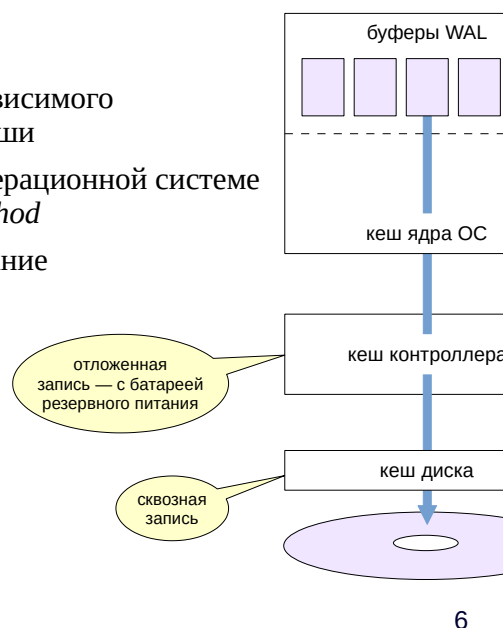 висимого
ши
ерационной системе
hod
ание
буферы WAL
кеш ядра ОС
кеш контроллера
отложенная
запись — с батареей
резервного питания
кеш диска
сквозная
запись
6